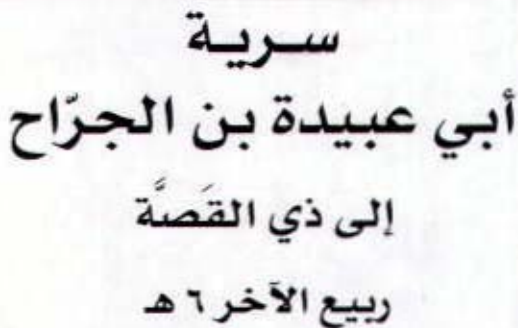 سرية
أبي عبيدة بن الجرّاح
إلى ذي القَصَّة
ربيع الآخر ٦ هـ